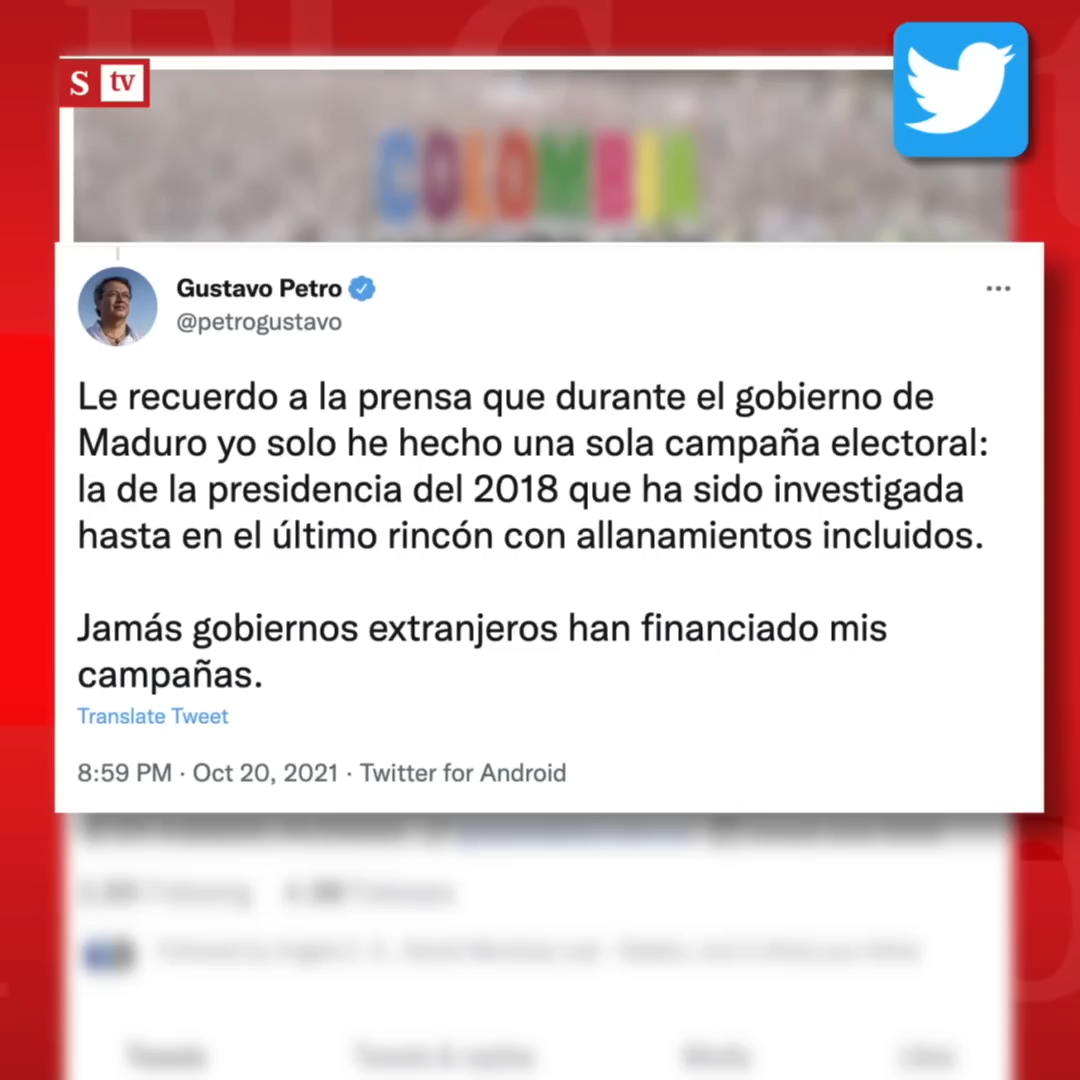 S tv
COLOMBIA
Gustavo Petro
@petrogustavo
Le recuerdo a la prensa que durante el gobierno de
Maduro yo solo he hecho una sola campaña electoral:
la de la presidencia del 2018 que ha sido investigada
hasta en el último rincón con allanamientos incluidos.
Jamás gobiernos extranjeros han financiado mis
campañas.
Translate Tweet
8:59 PM · Oct 20, 2021 · Twitter for Android